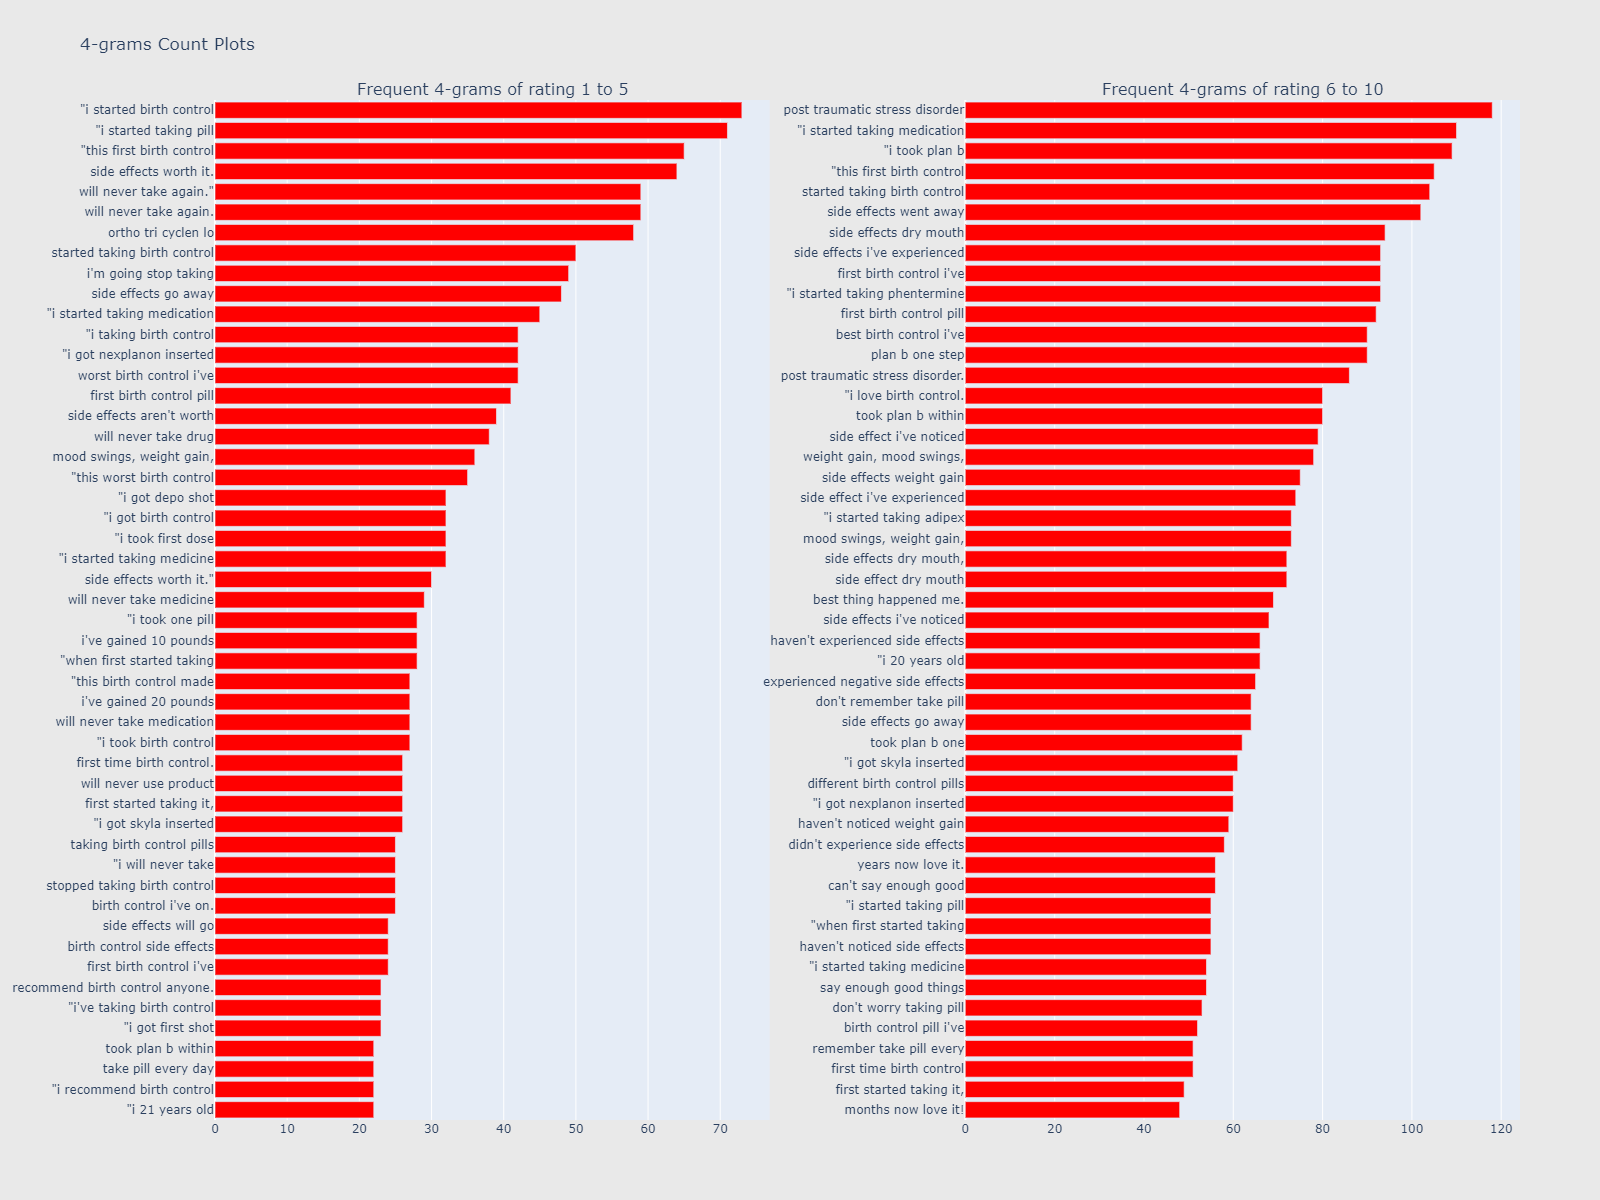 4-grams Count Plots
Frequent 4-grams of rating 1 to 5
"i started birth control
"i started taking pill
"this first birth control
side effects worth it.
will never take again."
will never take again.
ortho tri cyclen lo
started taking birth control
i'm going stop taking
side effects go away
"i started taking medication
"i taking birth control
"i got nexplanon inserted
worst birth control i've
first birth control pill
side effects aren't worth
will never take drug
mood swings, weight gain,
"this worst birth control
"i got depo shot
"i got birth control
"i took first dose
"i started taking medicine
side effects worth it."
will never take medicine
"i took one pill
i've gained 10 pounds
"when first started taking
"this birth control made
i've gained 20 pounds
will never take medication
"i took birth control
first time birth control.
will never use product
first started taking it,
"i got skyla inserted
taking birth control pills
"i will never take
stopped taking birth control
birth control i've on.
side effects will go
birth control side effects
first birth control i've
recommend birth control anyone.
"i've taking birth control
"i got first shot
took plan b within
take pill every day
"i recommend birth control
"i 21 years old
0 10 20 30 40 50 60 70
Frequent 4-grams of rating 6 to 10
post traumatic stress disorder
"i started taking medication
"i took plan b
"this first birth control
started taking birth control
side effects went away
side effects dry mouth
side effects i've experienced
first birth control i've
"i started taking phentermine
first birth control pill
best birth control i've
plan b one step
post traumatic stress disorder.
"i love birth control.
took plan b within
side effect i've noticed
weight gain, mood swings,
side effects weight gain
side effect i've experienced
"i started taking adipex
mood swings, weight gain,
side effects dry mouth,
side effect dry mouth
best thing happened me.
side effects i've noticed
haven't experienced side effects
"i 20 years old
experienced negative side effects
don't remember take pill
side effects go away
took plan b one
"i got skyla inserted
different birth control pills
"i got nexplanon inserted
haven't noticed weight gain
didn't experience side effects
years now love it.
can't say enough good
"i started taking pill
"when first started taking
haven't noticed side effects
"i started taking medicine
say enough good things
don't worry taking pill
birth control pill i've
remember take pill every
first time birth control
first started taking it,
months now love it!
0 20 40 60 80 100 120